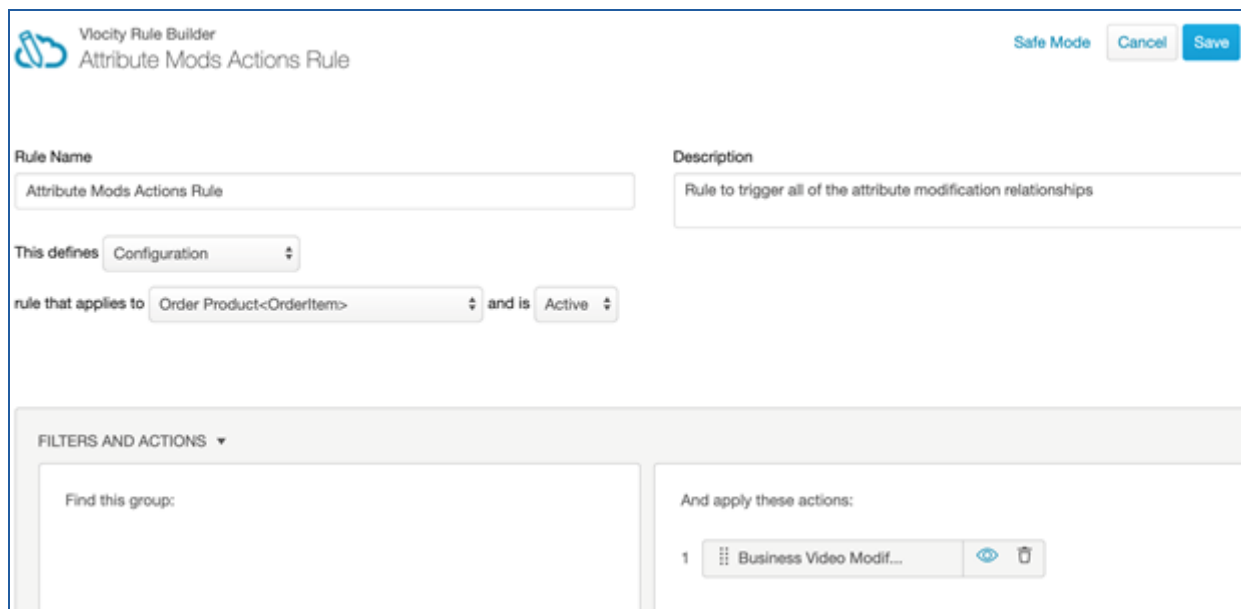 Vlocity Rule Builder
Attribute Mods Actions Rule
Safe Mode
Cancel
Save
Rule Name
Description
Attribute Mods Actions Rule
Rule to trigger all of the attribute modification relationships
This defines Configuration
rule that applies to Order Product<OrderItem> and is Active
FILTERS AND ACTIONS
Find this group:
And apply these actions:
1 Business Video Modif...